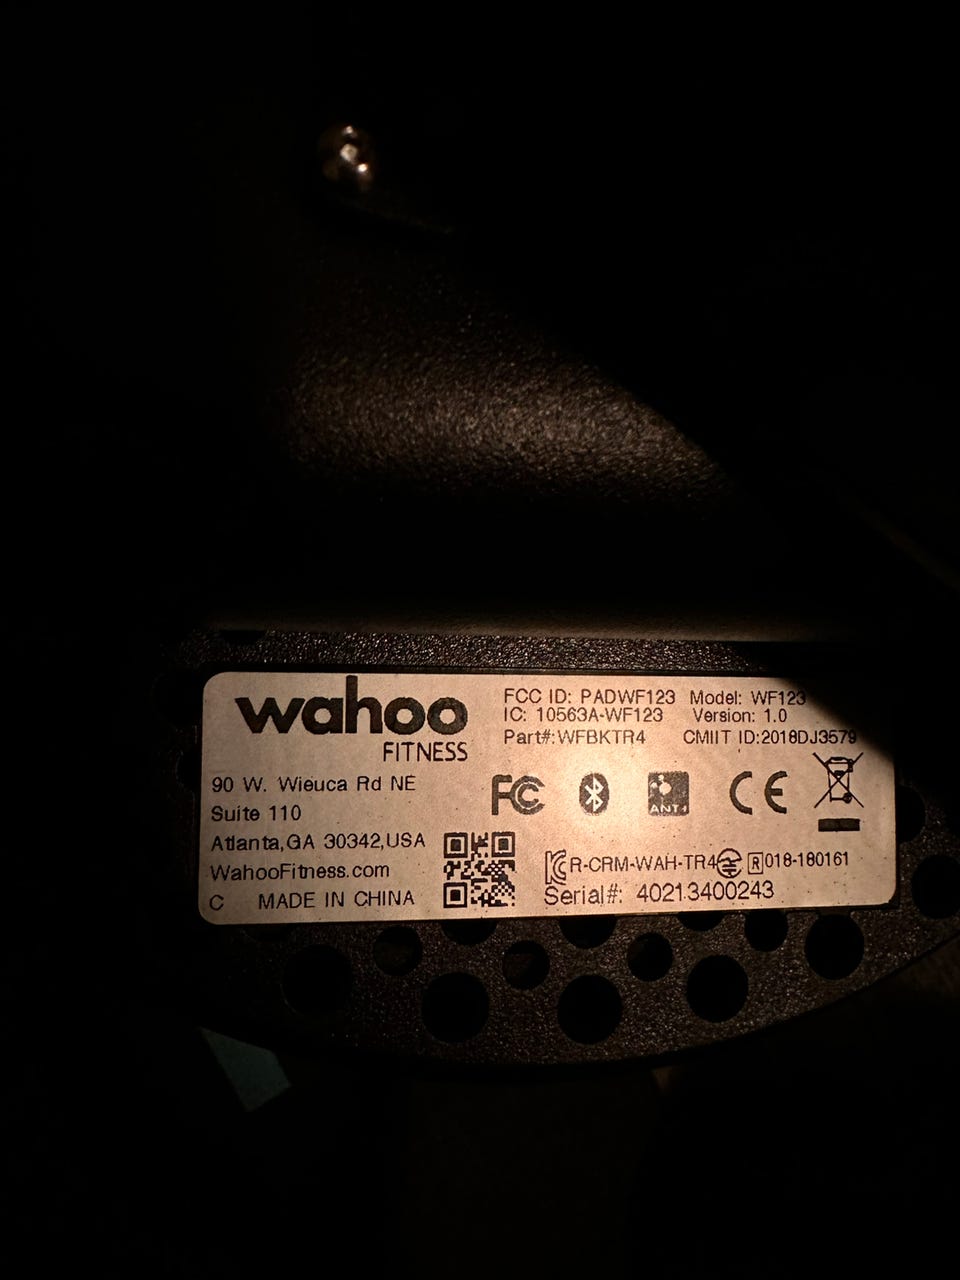 wahoo
FITNESS
90 W. Wieuca Rd NE
Suite 110
Atlanta,GA 30342,USA
WahooFitness.com
C MADE IN CHINA
FCC ID: PADWF123 Model: WF123
IC: 10563A-WF123 Version: 1.0
Part#:WFBKTR4 CMIIT ID:2018DJ3579
FC ANT+ CE
R-CRM-WAH-TR4 R 018-180161
Serial#: 40213400243